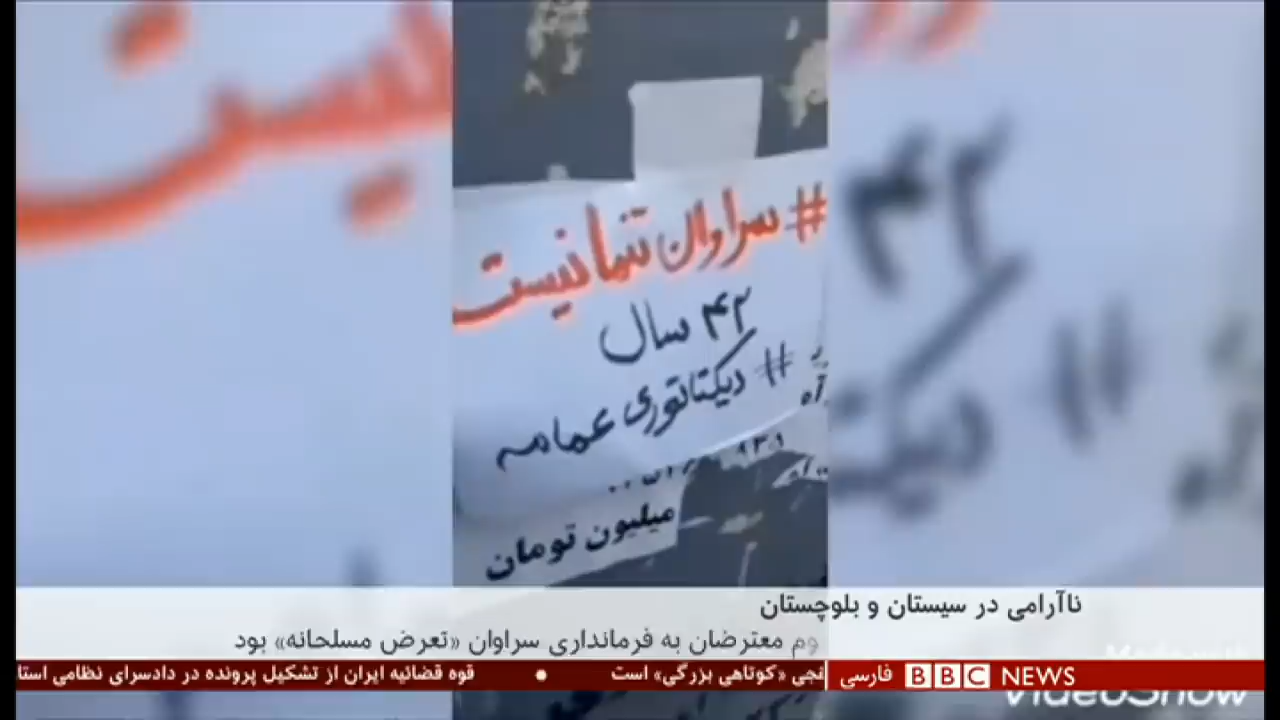 #سراوان تنها نیست
۴۲ سال
#دیکتاتوری عمامه
میلیون تومان
ناآرامی در سیستان و بلوچستان
معترضان به فرمانداری سراوان «تعرض مسلحانه» بود
«کوتاهی بزرگی» است • قوه قضائیه ایران از تشکیل پرونده در دادسرای نظامی
BBC NEWS فارسی
VideoShow